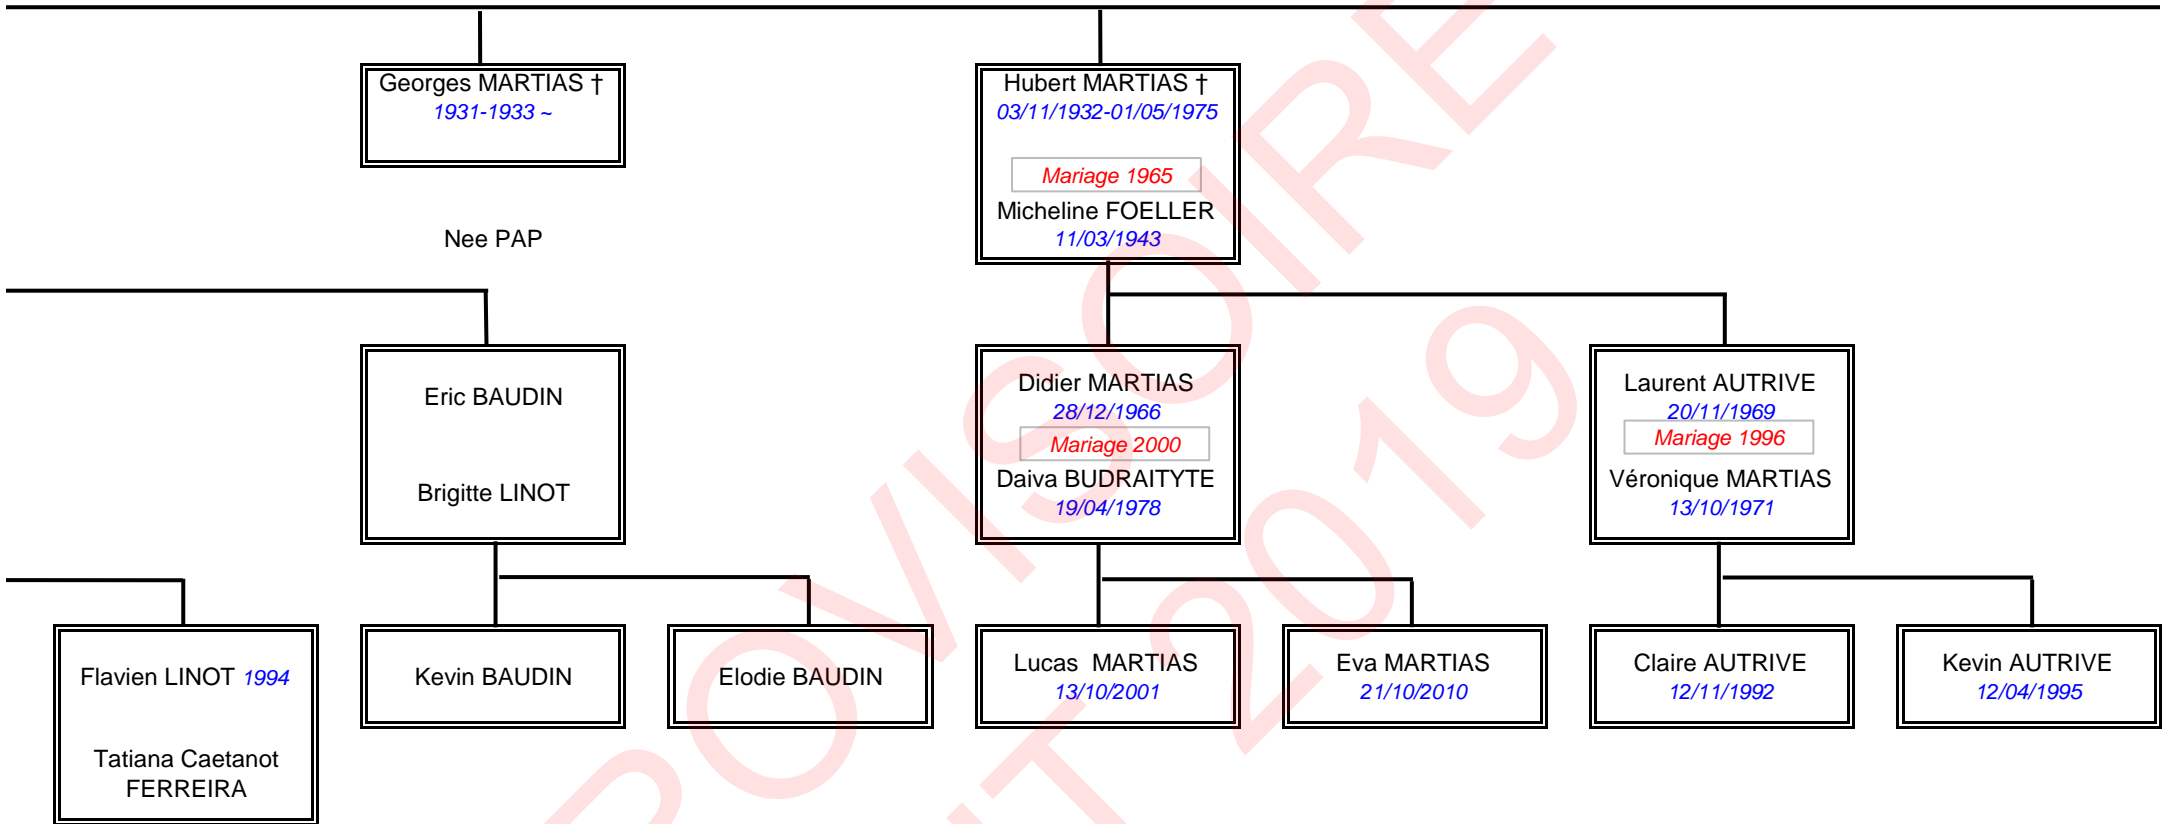 Georges MARTIAS †
1931-1933 ~
Hubert MARTIAS †
03/11/1932-01/05/1975
Mariage 1965
Micheline FOELLER
11/03/1943
Nee PAP
Eric BAUDIN
Brigitte LINOT
Didier MARTIAS
28/12/1966
Mariage 2000
Daiva BUDRAITYTE
19/04/1978
Laurent AUTRIVE
20/11/1969
Mariage 1996
Véronique MARTIAS
13/10/1971
Flavien LINOT 1994
Tatiana Caetanot
FERREIRA
Kevin BAUDIN
Elodie BAUDIN
Lucas  MARTIAS
13/10/2001
Eva MARTIAS
21/10/2010
Claire AUTRIVE
12/11/1992
Kevin AUTRIVE
12/04/1995
OVISOIRE
T 2019